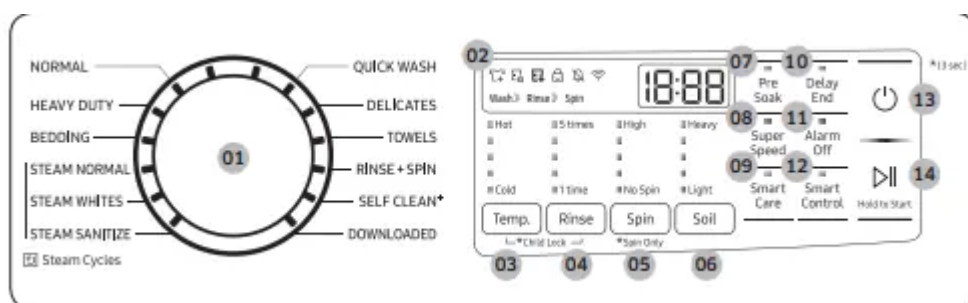 NORMAL
HEAVY DUTY
BEDDING
STEAM NORMAL
STEAM WHITES
STEAM SANITIZE
Steam Cycles
01
QUICK WASH
DELICATES
TOWELS
RINSE + SPIN
SELF CLEAN+
DOWNLOADED
02
Wash Rinse Spin
18:88
Hot 5 times High Heavy
Cold 1 time No Spin Light
Temp. Rinse Spin Soil
*Child Lock *Spin Only
03 04 05 06
07 10
Pre Soak
Delay End
08 11
Super Speed
Alarm Off
09 12
Smart Care
Smart Control
*(3 sec)
13
14
Hold to Start